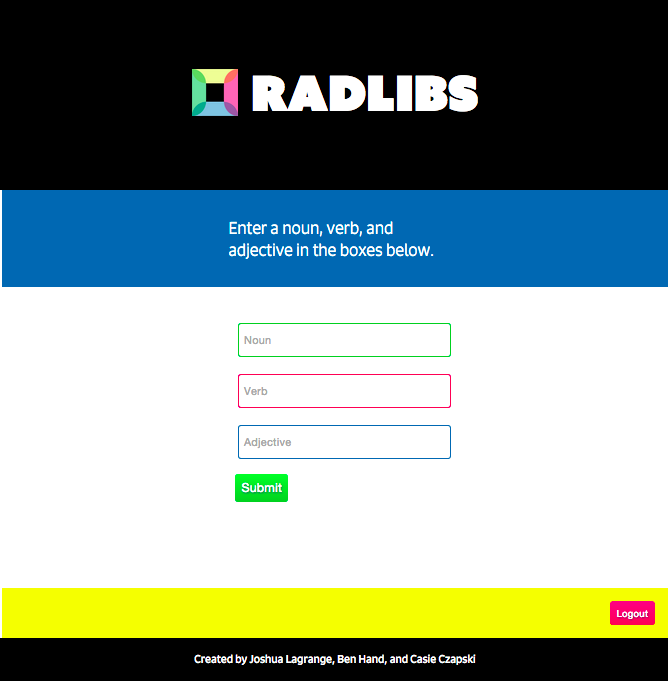 RADLIBS
Enter a noun, verb, and
adjective in the boxes below.
Noun
Verb
Adjective
Submit
Logout
Created by Joshua Lagrange, Ben Hand, and Casie Czapski